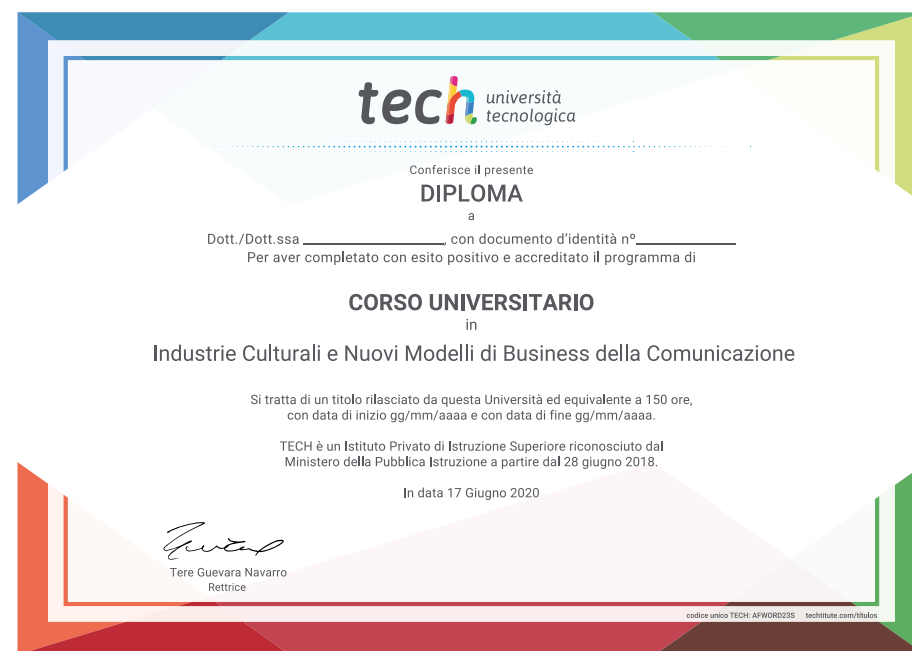 tech università
tecnologica
Conferisce il presente
DIPLOMA
a
Dott./Dott.ssa ____________________, con documento d'identità nº______________
Per aver completato con esito positivo e accreditato il programma di
CORSO UNIVERSITARIO
in
Industrie Culturali e Nuovi Modelli di Business della Comunicazione
Si tratta di un titolo rilasciato da questa Università ed equivalente a 150 ore,
con data di inizio gg/mm/aaaa e con data di fine gg/mm/aaaa.
TECH è un Istituto Privato di Istruzione Superiore riconosciuto dal
Ministero della Pubblica Istruzione a partire dal 28 giugno 2018.
In data 17 Giugno 2020
Tere Guevara Navarro
Rettrice
codice unico TECH: AFWORD23S techtitute.com/titulos